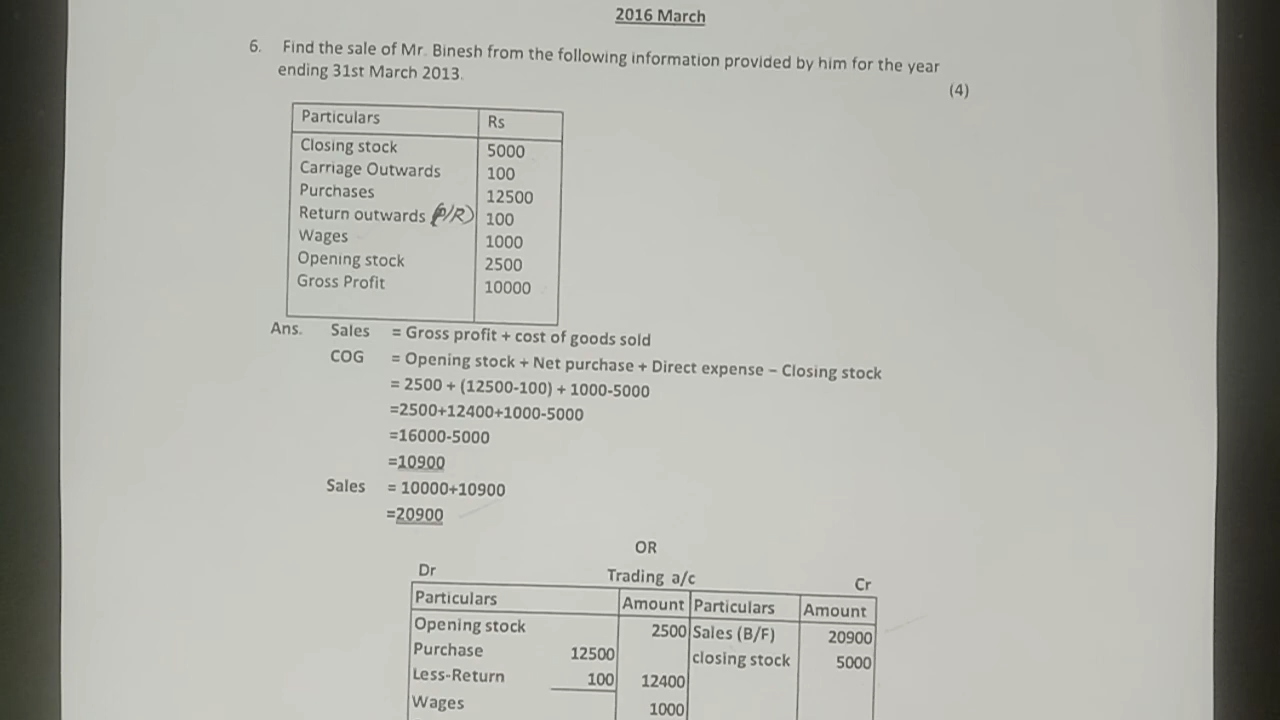 2016 March
6. Find the sale of Mr. Binesh from the following information provided by him for the year
ending 31st March 2013.
(4)
Particulars Rs
Closing stock 5000
Carriage Outwards 100
Purchases 12500
Return outwards (P/R) 100
Wages 1000
Opening stock 2500
Gross Profit 10000
Ans. Sales = Gross profit + cost of goods sold
COG = Opening stock + Net purchase + Direct expense – Closing stock
= 2500 + (12500-100) + 1000-5000
=2500+12400+1000-5000
=16000-5000
=10900
Sales = 10000+10900
=20900
OR
Dr Trading a/c Cr
Particulars Amount Particulars Amount
Opening stock 2500 Sales (B/F) 20900
Purchase 12500 closing stock 5000
Less-Return 100 12400
Wages 1000